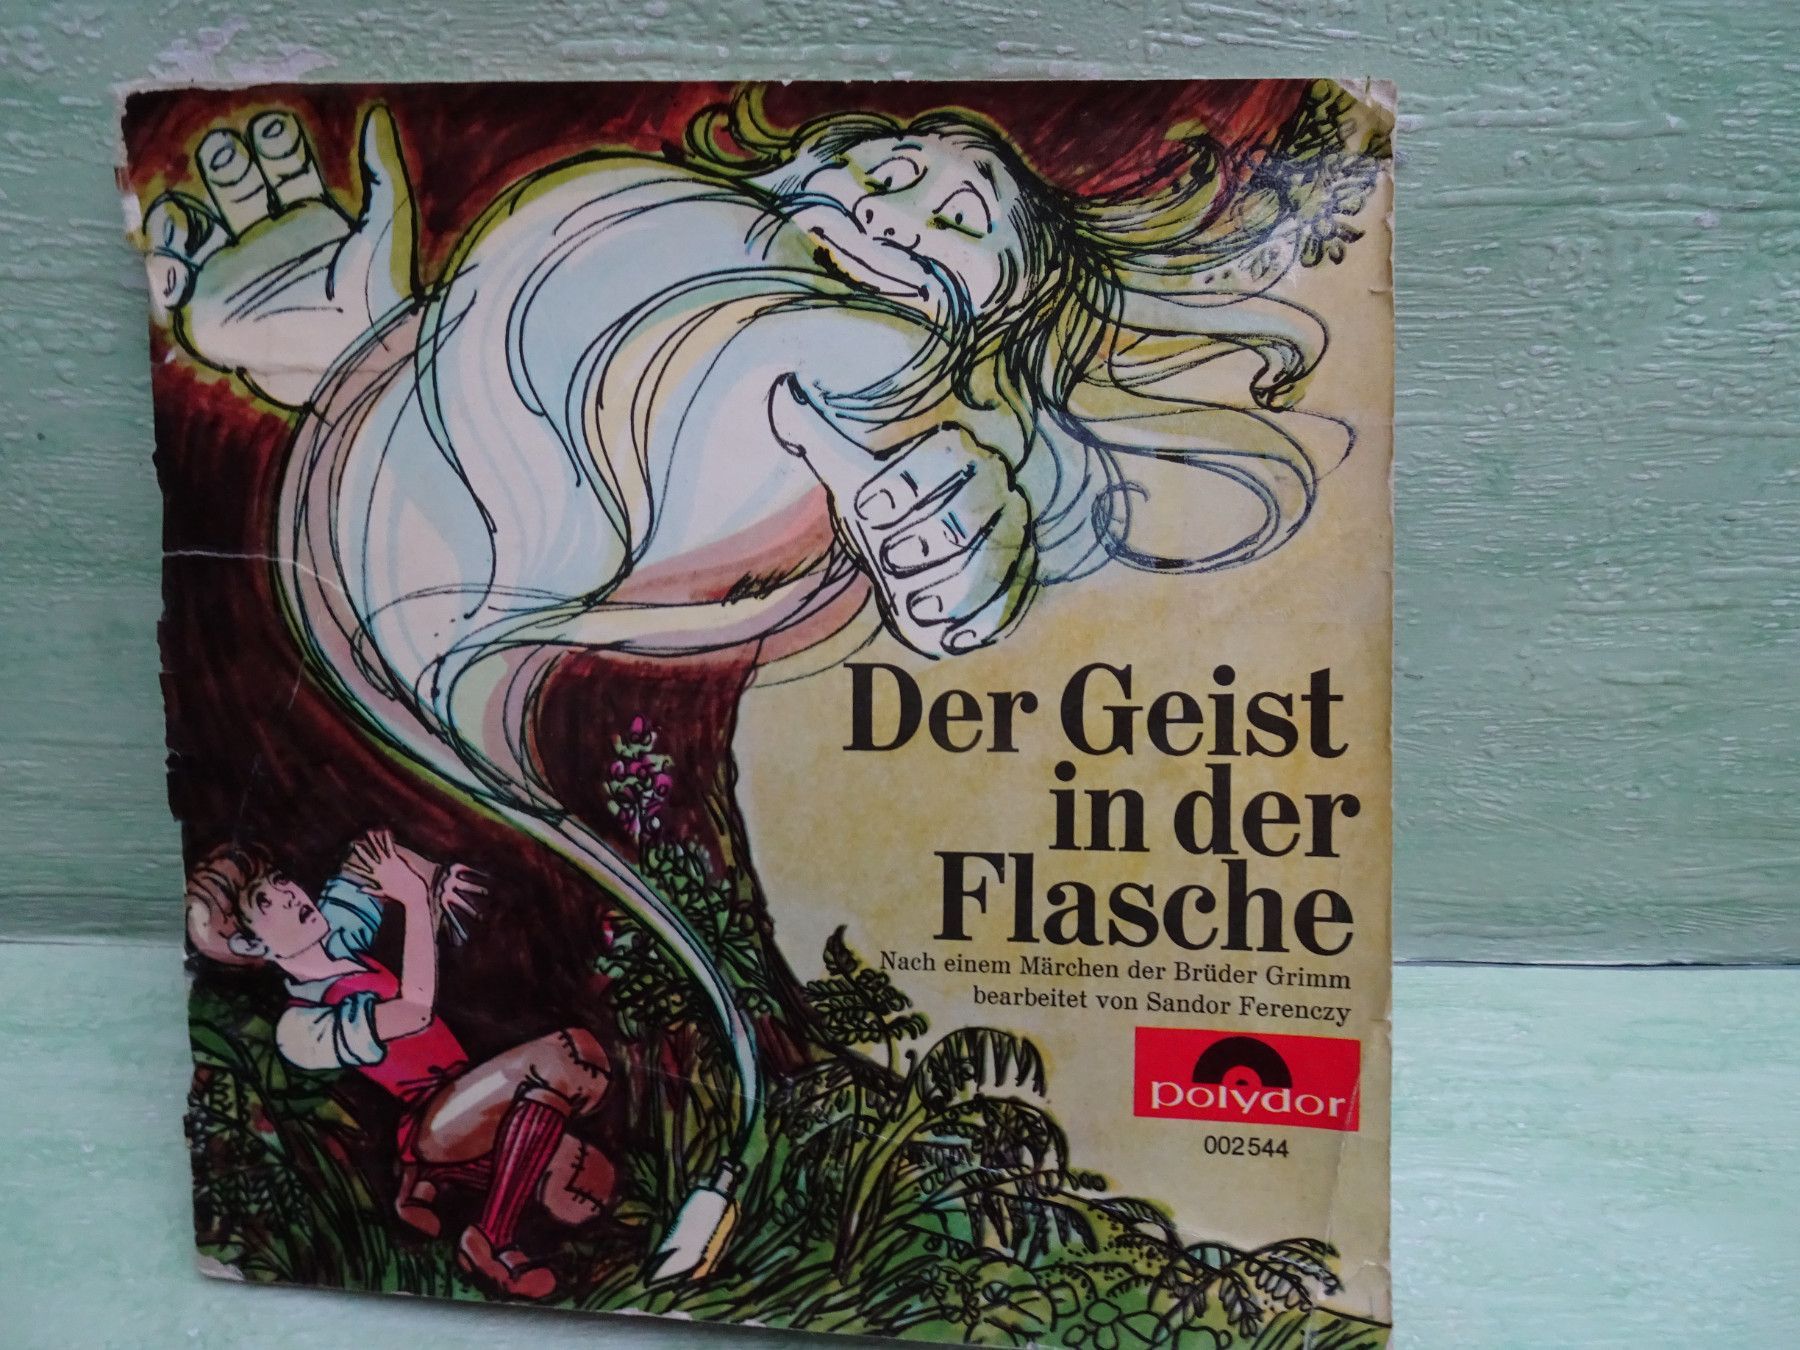 Der Geist
in der
Flasche
Nach einem Märchen der Brüder Grimm
bearbeitet von Sandor Ferenczy
polydor
002544